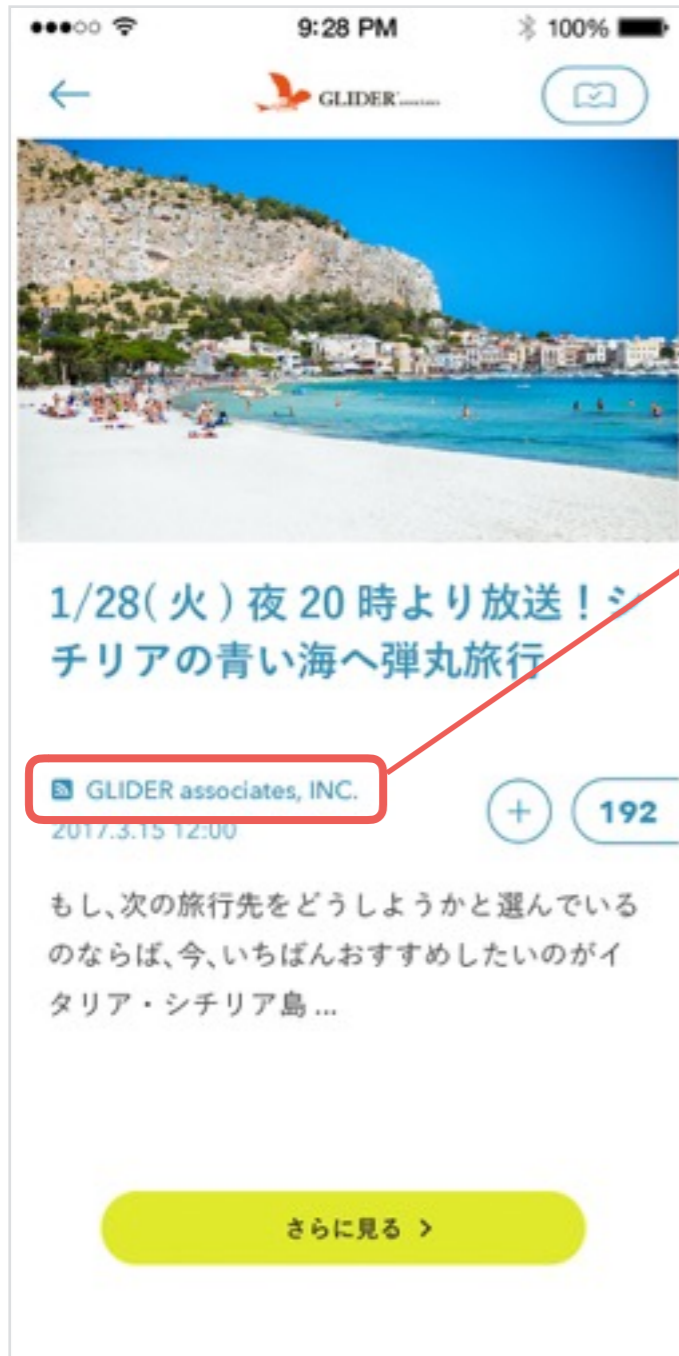 9:28 PM
100%
GLIDER
1/28(火)夜20時より放送!シ
チリアの青い海へ弾丸旅行
GLIDER associates, INC.
2017.3.15 12:00
192
もし、次の旅行先をどうしようかと選んでいる
のならば、今、いちばんおすすめしたいのがイ
タリア・シチリア島...
さらに見る >